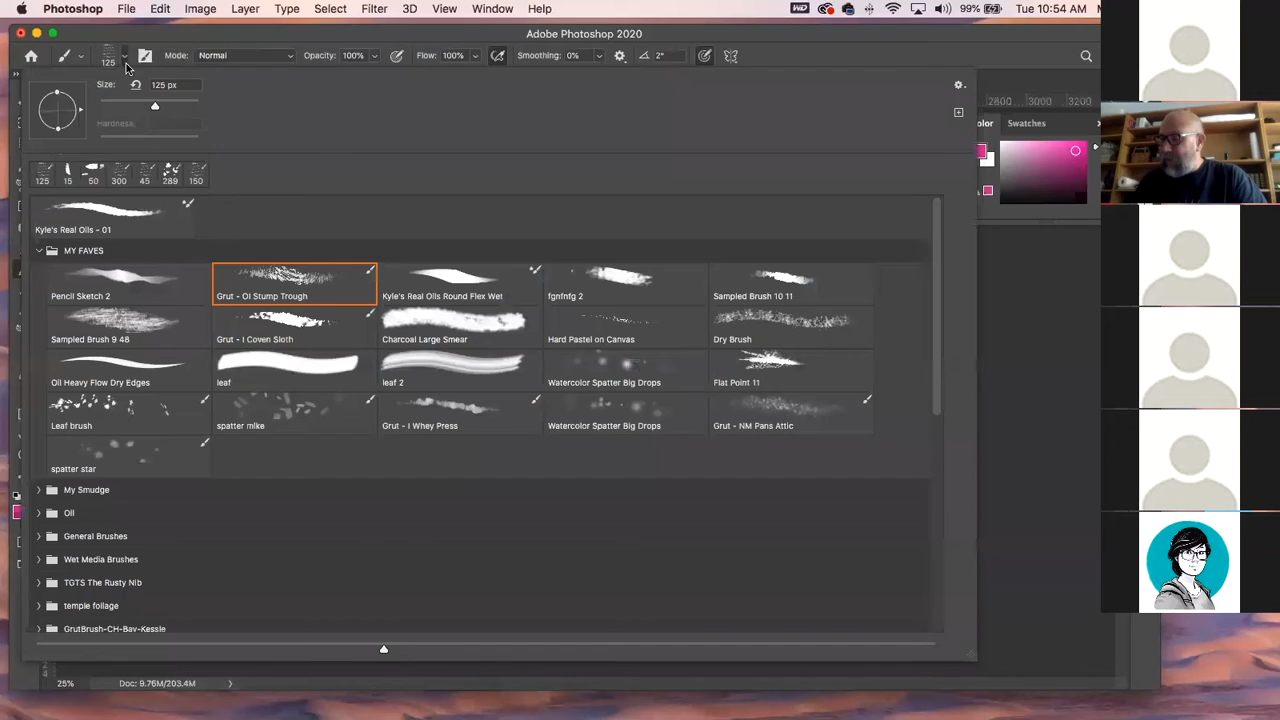 Photoshop File Edit Image Layer Type Select Filter 3D View Window Help 99% Tue 10:54 AM
Adobe Photoshop 2020
125 Mode: Normal Opacity: 100% Flow: 100% Smoothing: 0% 2°
Size: 125 px
Hardness:
2800 3000 3200
olor Swatches
125 15 50 300 45 289 150
Kyle's Real Oils - 01
MY FAVES
Pencil Sketch 2 Grut - OI Stump Trough Kyle's Real Oils Round Flex Wet fgnfnfg 2 Sampled Brush 10 11
Sampled Brush 9 48 Grut - I Coven Sloth Charcoal Large Smear Hard Pastel on Canvas Dry Brush
Oil Heavy Flow Dry Edges leaf leaf 2 Watercolor Spatter Big Drops Flat Point 11
Leaf brush spatter mike Grut - I Whey Press Watercolor Spatter Big Drops Grut - NM Pans Attic
spatter star
My Smudge
Oil
General Brushes
Wet Media Brushes
TGTS The Rusty Nib
temple foliage
GrutBrush-CH-Bay-Kessle
25% Doc: 9.76M/203.4M